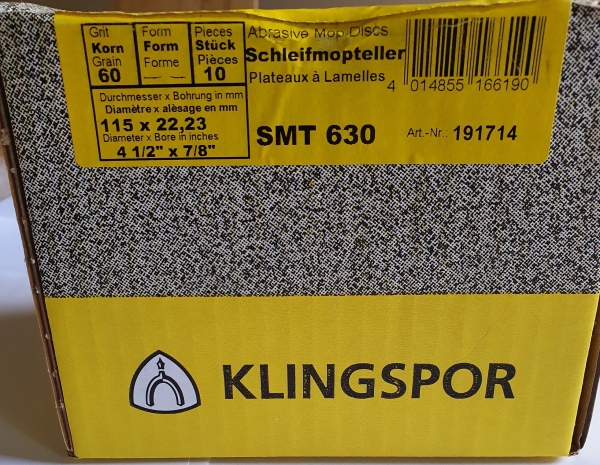 Grit Form Pieces
Korn Form Stück
Grain Forme Pièces
60 — 10
Abrasive Mop Discs
Schleifmopteller
Plateaux à Lamelles
4 014855 166190
Durchmesser x Bohrung in mm
Diamètre x alèsage en mm
115 x 22,23
Diameter x Bore in inches
4 1/2" x 7/8"
SMT 630 Art.-Nr.: 191714
KLINGSPOR